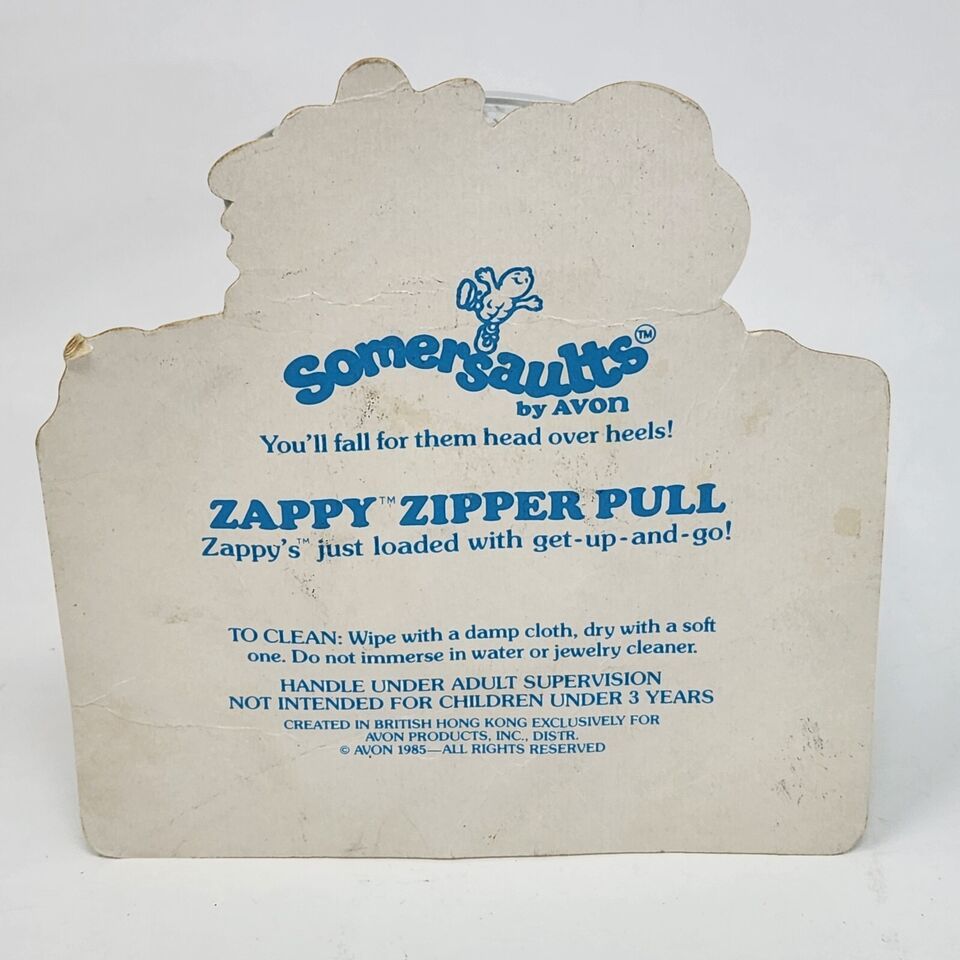 Somersaults™
by Avon
You'll fall for them head over heels!
ZAPPY™ ZIPPER PULL
Zappy's™ just loaded with get-up-and-go!
TO CLEAN: Wipe with a damp cloth, dry with a soft
one. Do not immerse in water or jewelry cleaner.
HANDLE UNDER ADULT SUPERVISION
NOT INTENDED FOR CHILDREN UNDER 3 YEARS
CREATED IN BRITISH HONG KONG EXCLUSIVELY FOR
AVON PRODUCTS, INC., DISTR.
© AVON 1985—ALL RIGHTS RESERVED